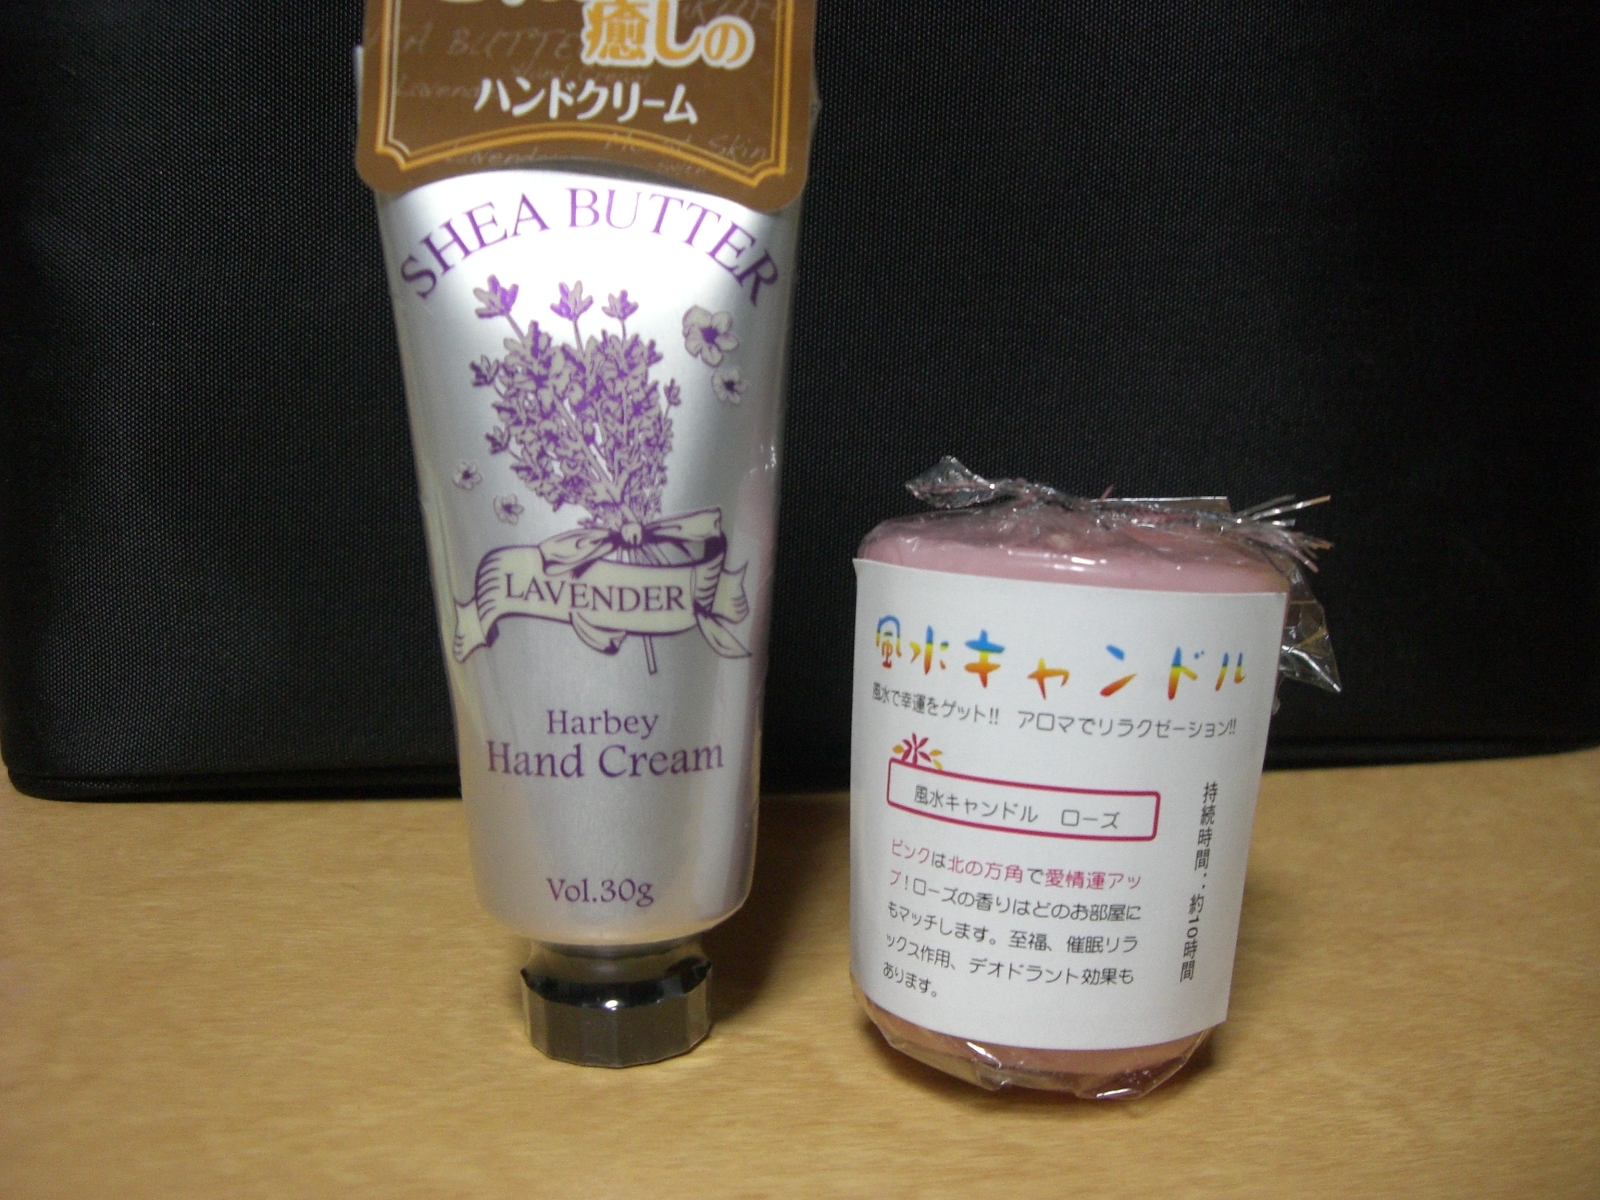 癒しの
ハンドクリーム
SHEA BUTTER
LAVENDER
Harbey
Hand Cream
Vol.30g
風水キャンドル
風水で幸運をゲット!! アロマでリラクゼーション!!
風水キャンドル ローズ
ピンクは北の方角で愛情運アッ
プ!ローズの香りはどのお部屋に
もマッチします。至福、催眠リラ
ックス作用、デオドラント効果も
あります。
持続時間:約10時間